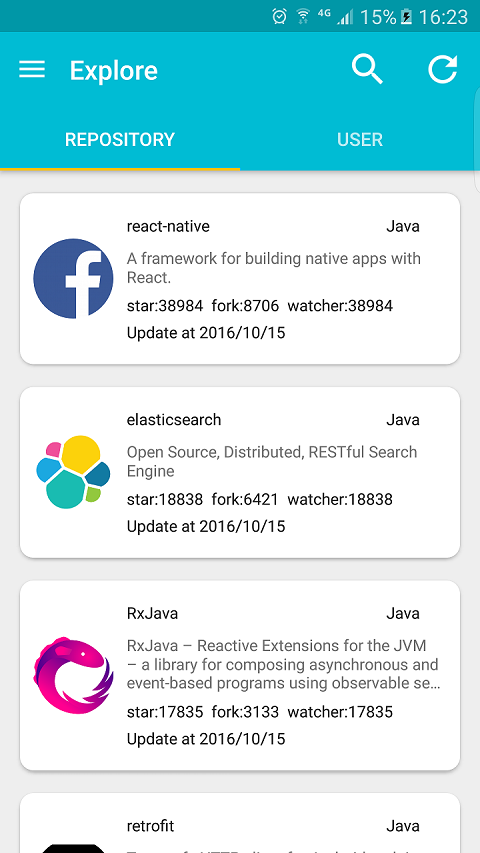 4G 15% 16:23
Explore
REPOSITORY USER
react-native Java
A framework for building native apps with
React.
star:38984 fork:8706 watcher:38984
Update at 2016/10/15
elasticsearch Java
Open Source, Distributed, RESTful Search
Engine
star:18838 fork:6421 watcher:18838
Update at 2016/10/15
RxJava Java
RxJava – Reactive Extensions for the JVM
– a library for composing asynchronous and
event-based programs using observable se…
star:17835 fork:3133 watcher:17835
Update at 2016/10/15
retrofit Java